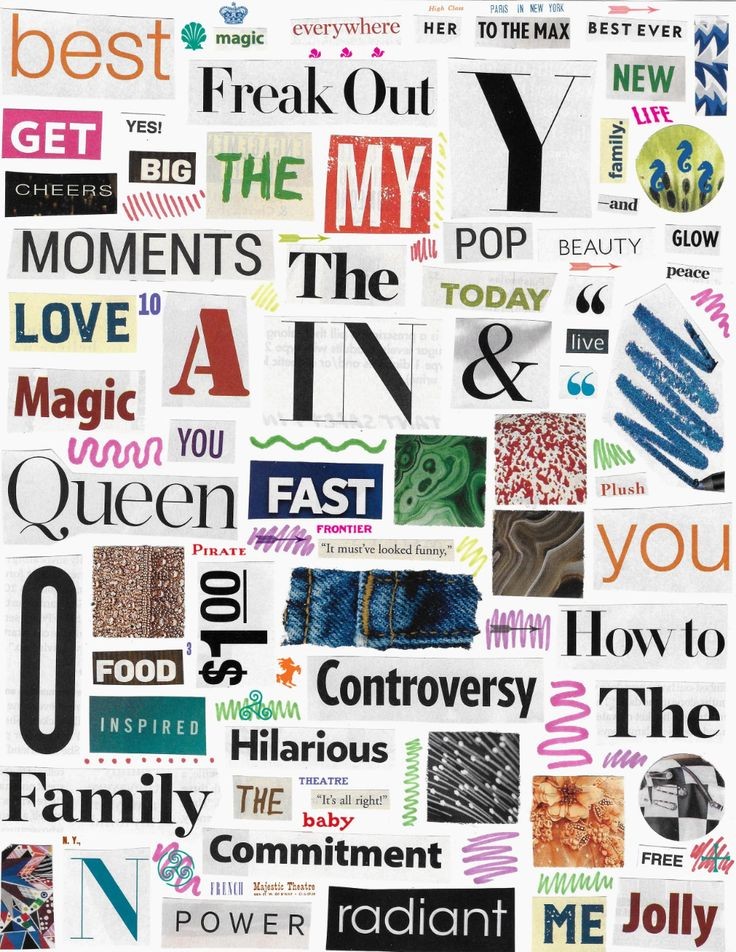 High Class
PARIS IN NEW YORK
best
magic
everywhere
HER
TO THE MAX
BEST EVER
Freak Out
Y
NEW
LIFE
GET
YES!
BIG
THE
MY
family.
CHEERS
and
MOMENTS
The
POP
BEAUTY
GLOW
peace
TODAY
“
LOVE
10
A
IN
&
live
“
Magic
YOU
Queen
FAST
Plush
FRONTIER
PIRATE
“It must’ve looked funny,”
you
O
$1.00
How to
FOOD
3
Controversy
The
INSPIRED
Hilarious
Family
THE
THEATRE
“It’s all right!”
baby
N. Y.,
Commitment
FREE
N
FRENCH
Majestic Theatre
POWER
radiant
ME
Jolly